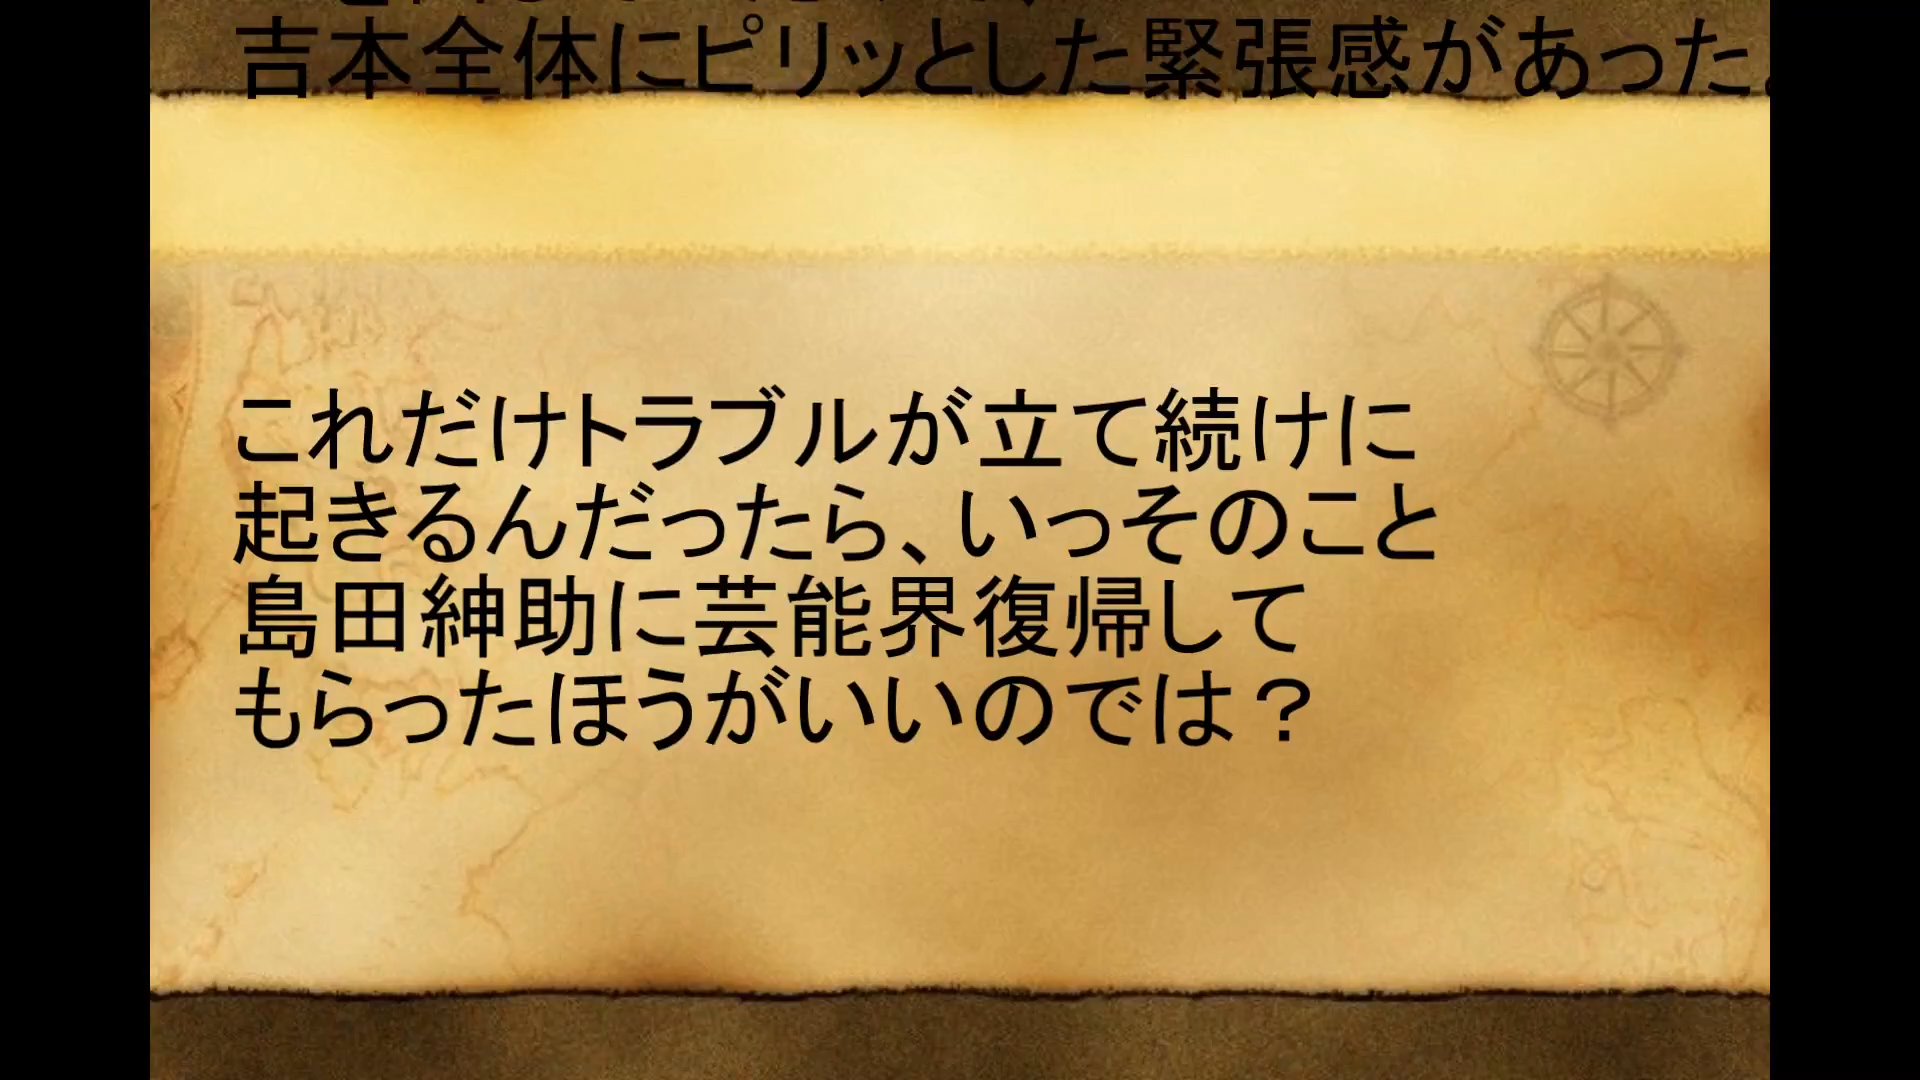 吉本全体にピリッとした緊張感があった。
これだけトラブルが立て続けに
起きるんだったら、いっそのこと
島田紳助に芸能界復帰して
もらったほうがいいのでは？